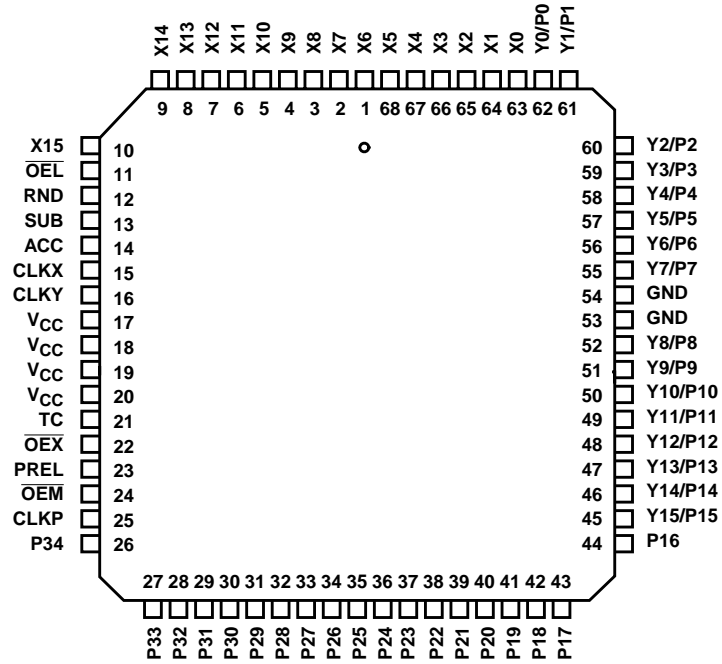 X14 X13 X12 X11 X10 X9 X8 X7 X6 X5 X4 X3 X2 X1 X0 Y0/P0 Y1/P1
9 8 7 6 5 4 3 2 1 68 67 66 65 64 63 62 61
X15 10 60 Y2/P2
OEL 11 59 Y3/P3
RND 12 58 Y4/P4
SUB 13 57 Y5/P5
ACC 14 56 Y6/P6
CLKX 15 55 Y7/P7
CLKY 16 54 GND
VCC 17 53 GND
VCC 18 52 Y8/P8
VCC 19 51 Y9/P9
VCC 20 50 Y10/P10
TC 21 49 Y11/P11
OEX 22 48 Y12/P12
PREL 23 47 Y13/P13
OEM 24 46 Y14/P14
CLKP 25 45 Y15/P15
P34 26 44 P16
27 28 29 30 31 32 33 34 35 36 37 38 39 40 41 42 43
P33 P32 P31 P30 P29 P28 P27 P26 P25 P24 P23 P22 P21 P20 P19 P18 P17